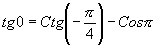 tg0 = Ctg(-π/4) - Cosπ